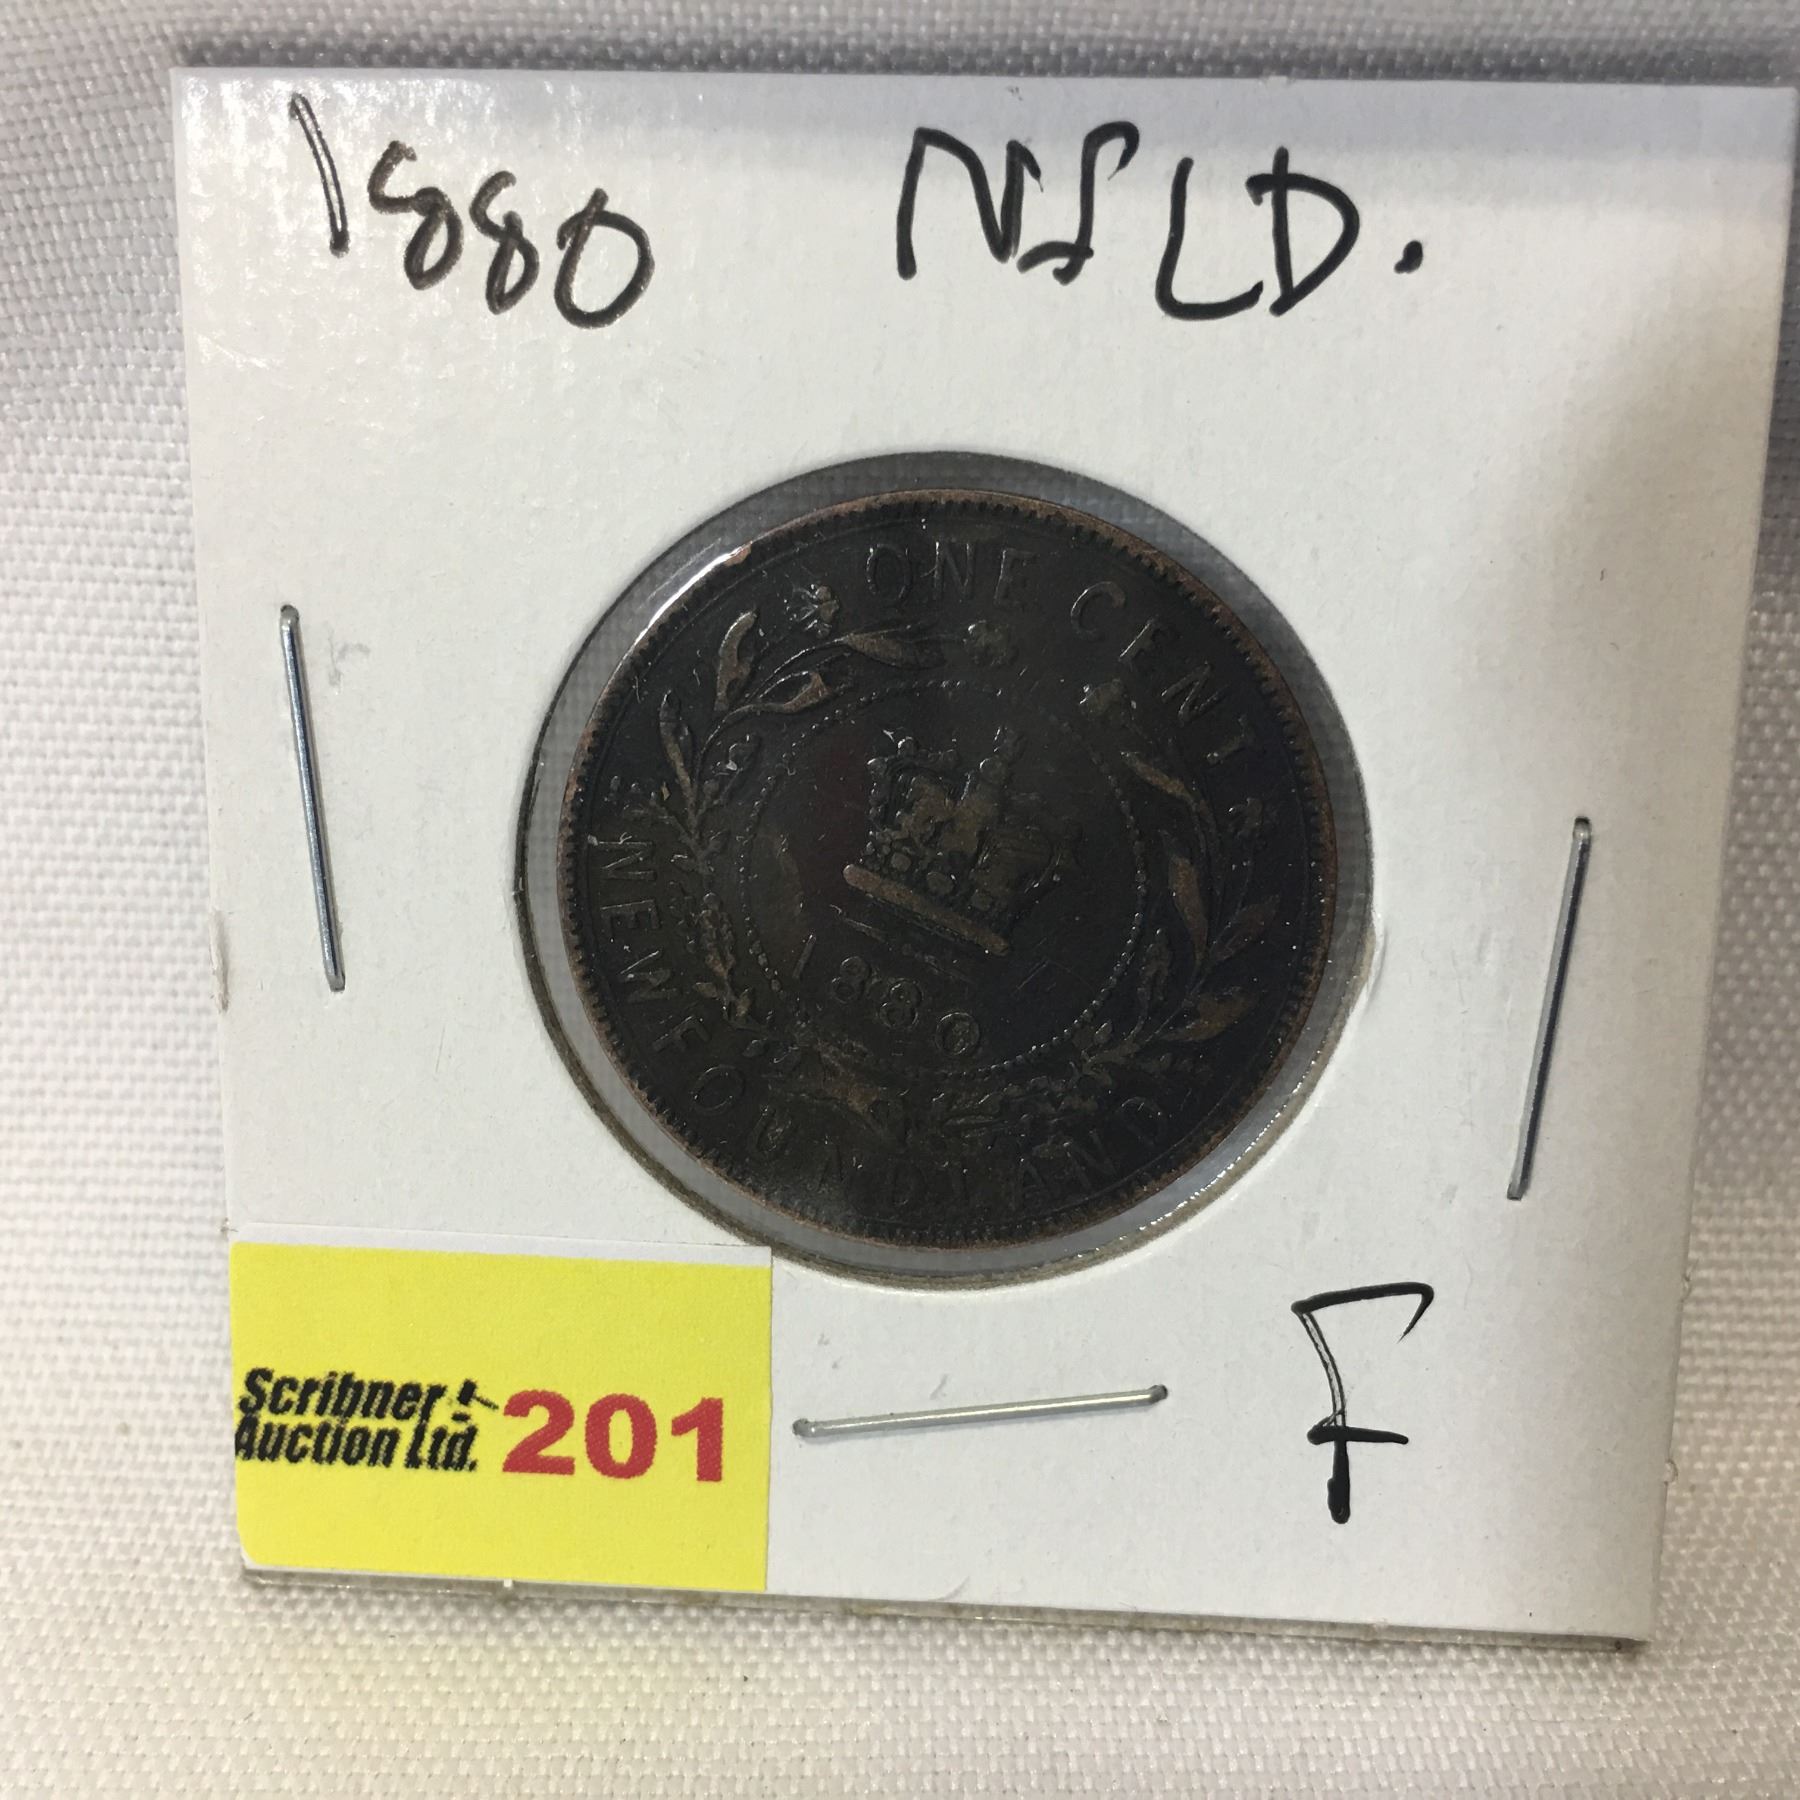 1880 NFLD.
ONE CENT
NEWFOUNDLAND
1880
Scribner
Auction Ltd. 201
F